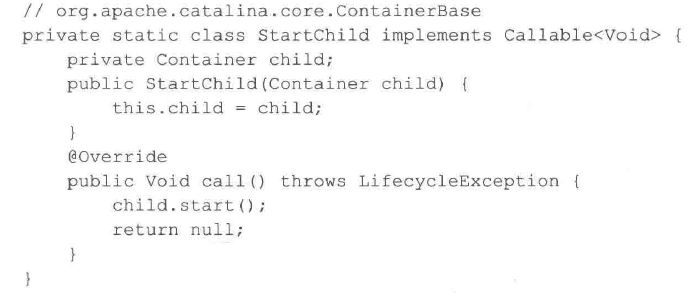 // org.apache.catalina.core.ContainerBase
private static class StartChild implements Callable<Void> {
    private Container child;
    public StartChild(Container child) {
        this.child = child;
    }
    @Override
    public Void call() throws LifecycleException {
        child.start();
        return null;
    }
}